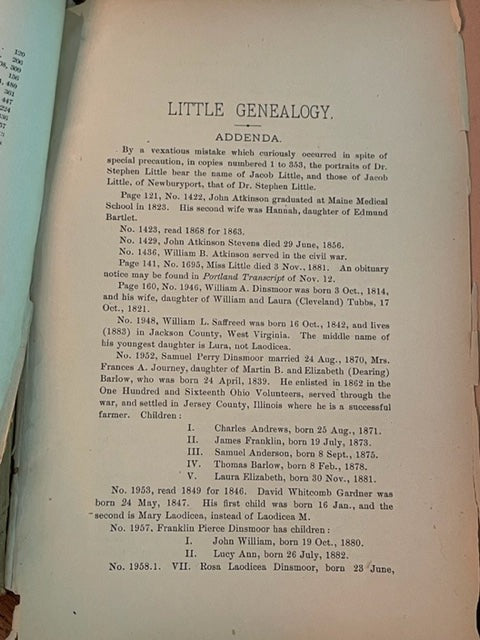 120
200
08, 309
156
1, 489
361
447
224
336
57
LITTLE GENEALOGY.
ADDENDA.
By a vexatious mistake which curiously occurred in spite of
special precaution, in copies numbered 1 to 353, the portraits of Dr.
Stephen Little bear the name of Jacob Little, and those of Jacob
Little, of Newburyport, that of Dr. Stephen Little.
Page 121, No. 1422, John Atkinson graduated at Maine Medical
School in 1823. His second wife was Hannah, daughter of Edmund
Bartlet.
No. 1423, read 1868 for 1863.
No. 1429, John Atkinson Stevens died 29 June, 1856.
No. 1436, William B. Atkinson served in the civil war.
Page 141, No. 1695, Miss Little died 3 Nov., 1881. An obituary
notice may be found in Portland Transcript of Nov. 12.
Page 160, No. 1946, William A. Dinsmoor was born 3 Oct., 1814,
and his wife, daughter of William and Laura (Cleveland) Tubbs, 17
Oct., 1821.
No. 1948, William L. Saffreed was born 16 Oct., 1842, and lives
(1883) in Jackson County, West Virginia. The middle name of
his youngest daughter is Lura, not Laodicea.
No. 1952, Samuel Perry Dinsmoor married 24 Aug., 1870, Mrs.
Frances A. Journey, daughter of Martin B. and Elizabeth (Dearing)
Barlow, who was born 24 April, 1839. He enlisted in 1862 in the
One Hundred and Sixteenth Ohio Volunteers, served through the
war, and settled in Jersey County, Illinois where he is a successful
farmer. Children:
I. Charles Andrews, born 25 Aug., 1871.
II. James Franklin, born 19 July, 1873.
III. Samuel Anderson, born 8 Sept., 1875.
IV. Thomas Barlow, born 8 Feb., 1878.
V. Laura Elizabeth, born 30 Nov., 1881.
No. 1953, read 1849 for 1846. David Whitcomb Gardner was
born 24 May, 1847. His first child was born 16 Jan., and the
second is Mary Laodicea, instead of Laodicea M.
No. 1957. Franklin Pierce Dinsmoor has children:
I. John William, born 19 Oct., 1880.
II. Lucy Ann, born 26 July, 1882.
No. 1958.1. VII. Rosa Laodicea Dinsmoor, born 23 June,